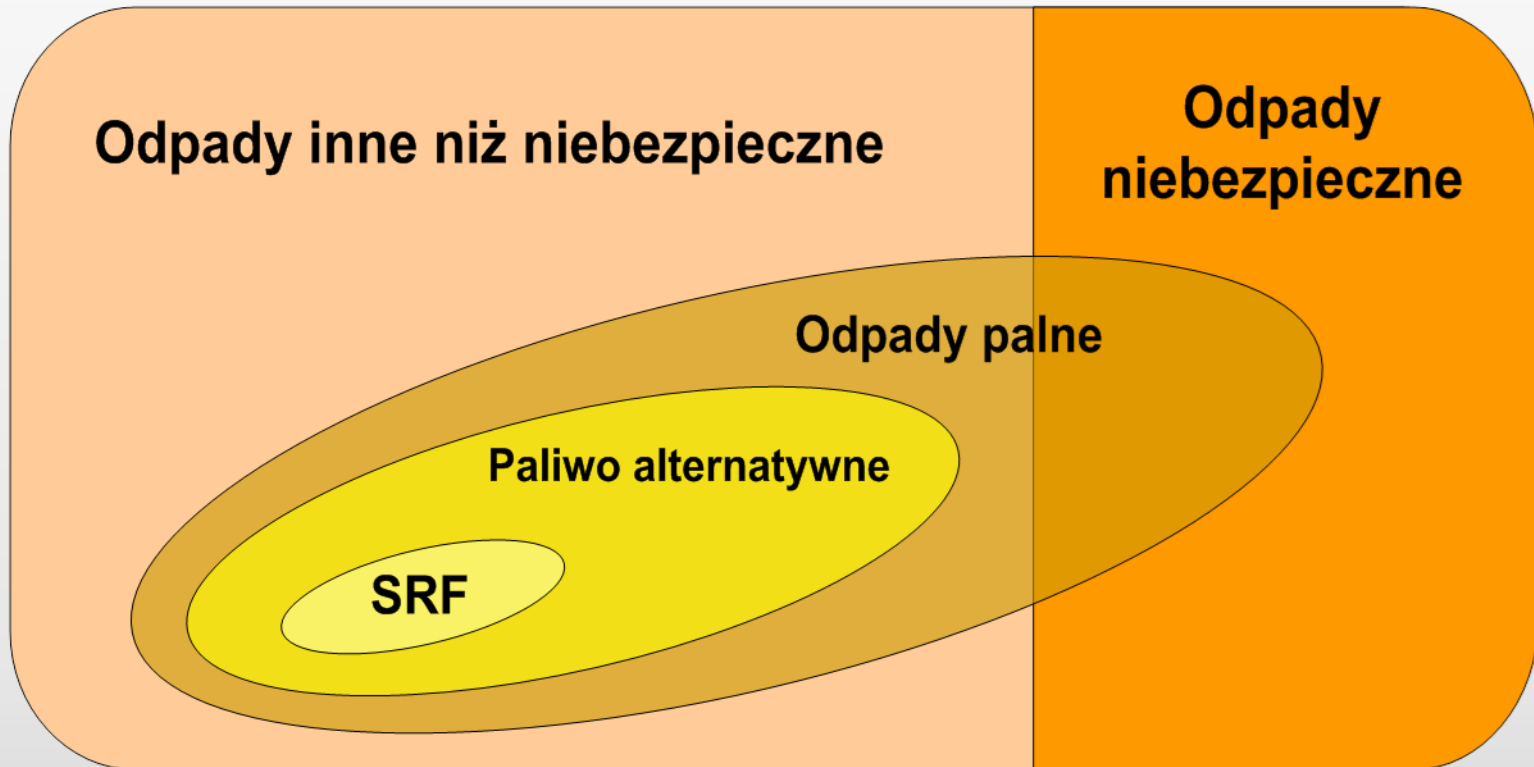 Odpady inne niż niebezpieczne
Odpady
niebezpieczne
Odpady palne
Paliwo alternatywne
SRF